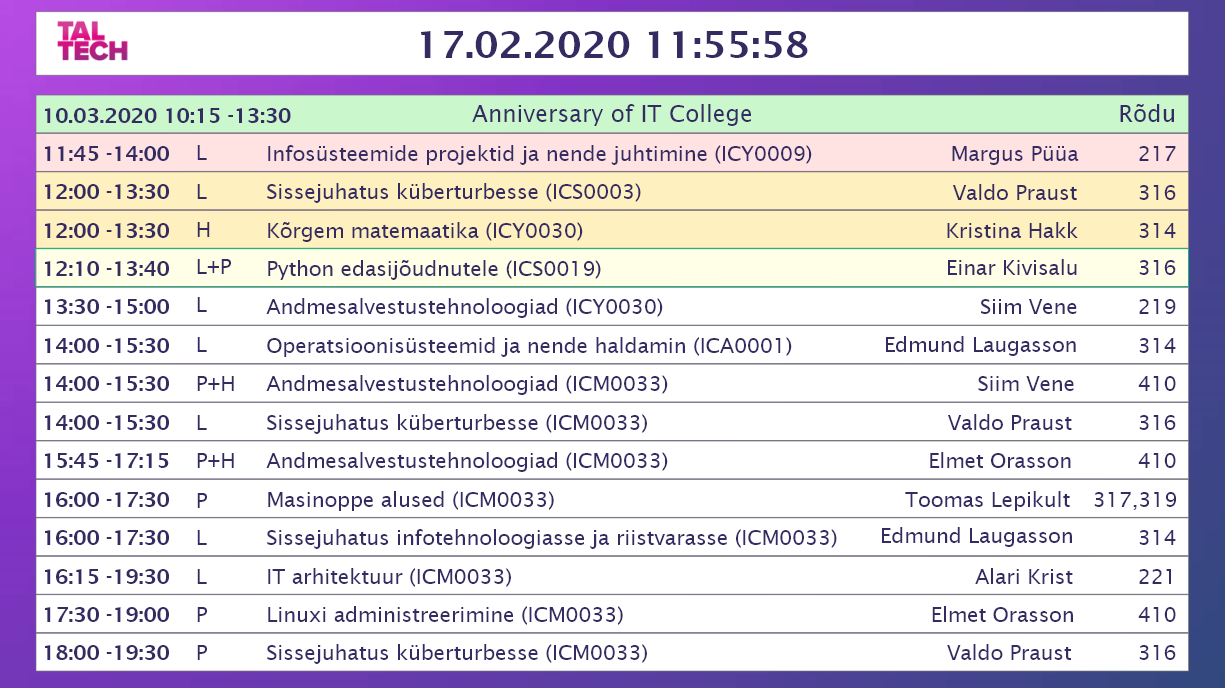 TAL
TECH
17.02.2020 11:55:58
10.03.2020 10:15 -13:30 Anniversary of IT College Rõdu
11:45 -14:00 L Infosüsteemide projektid ja nende juhtimine (ICY0009) Margus Püüa 217
12:00 -13:30 L Sissejuhatus küberturbesse (ICS0003) Valdo Praust 316
12:00 -13:30 H Kõrgem matemaatika (ICY0030) Kristina Hakk 314
12:10 -13:40 L+P Python edasijõudnutele (ICS0019) Einar Kivisalu 316
13:30 -15:00 L Andmesalvestustehnoloogiad (ICY0030) Siim Vene 219
14:00 -15:30 L Operatsioonisüsteemid ja nende haldamin (ICA0001) Edmund Laugasson 314
14:00 -15:30 P+H Andmesalvestustehnoloogiad (ICM0033) Siim Vene 410
14:00 -15:30 L Sissejuhatus küberturbesse (ICM0033) Valdo Praust 316
15:45 -17:15 P+H Andmesalvestustehnoloogiad (ICM0033) Elmet Orasson 410
16:00 -17:30 P Masinoppe alused (ICM0033) Toomas Lepikult 317,319
16:00 -17:30 L Sissejuhatus infotehnoloogiasse ja riistvarasse (ICM0033) Edmund Laugasson 314
16:15 -19:30 L IT arhitektuur (ICM0033) Alari Krist 221
17:30 -19:00 P Linuxi administreerimine (ICM0033) Elmet Orasson 410
18:00 -19:30 P Sissejuhatus küberturbesse (ICM0033) Valdo Praust 316